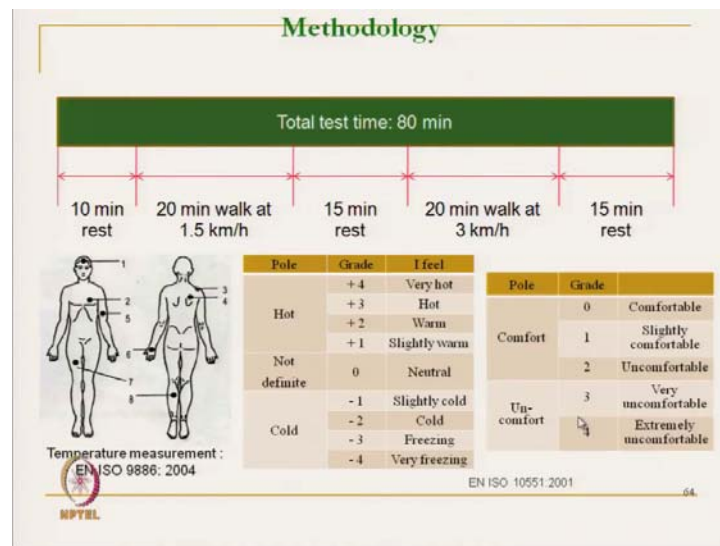 Methodology
Total test time: 80 min
10 min
rest
20 min walk at
1.5 km/h
15 min
rest
20 min walk at
3 km/h
15 min
rest
1
2
5
6
7
3
4
8
Temperature measurement :
EN ISO 9886: 2004
Pole Grade I feel
Hot
+ 4 Very hot
+ 3 Hot
+ 2 Warm
+ 1 Slightly warm
Not
definite
0 Neutral
Cold
- 1 Slightly cold
- 2 Cold
- 3 Freezing
- 4 Very freezing
Pole Grade
Comfort
0 Comfortable
1 Slightly
comfortable
2 Uncomfortable
Un-
comfort
3 Very
uncomfortable
4 Extremely
uncomfortable
EN ISO 10551:2001
64
NPTEL